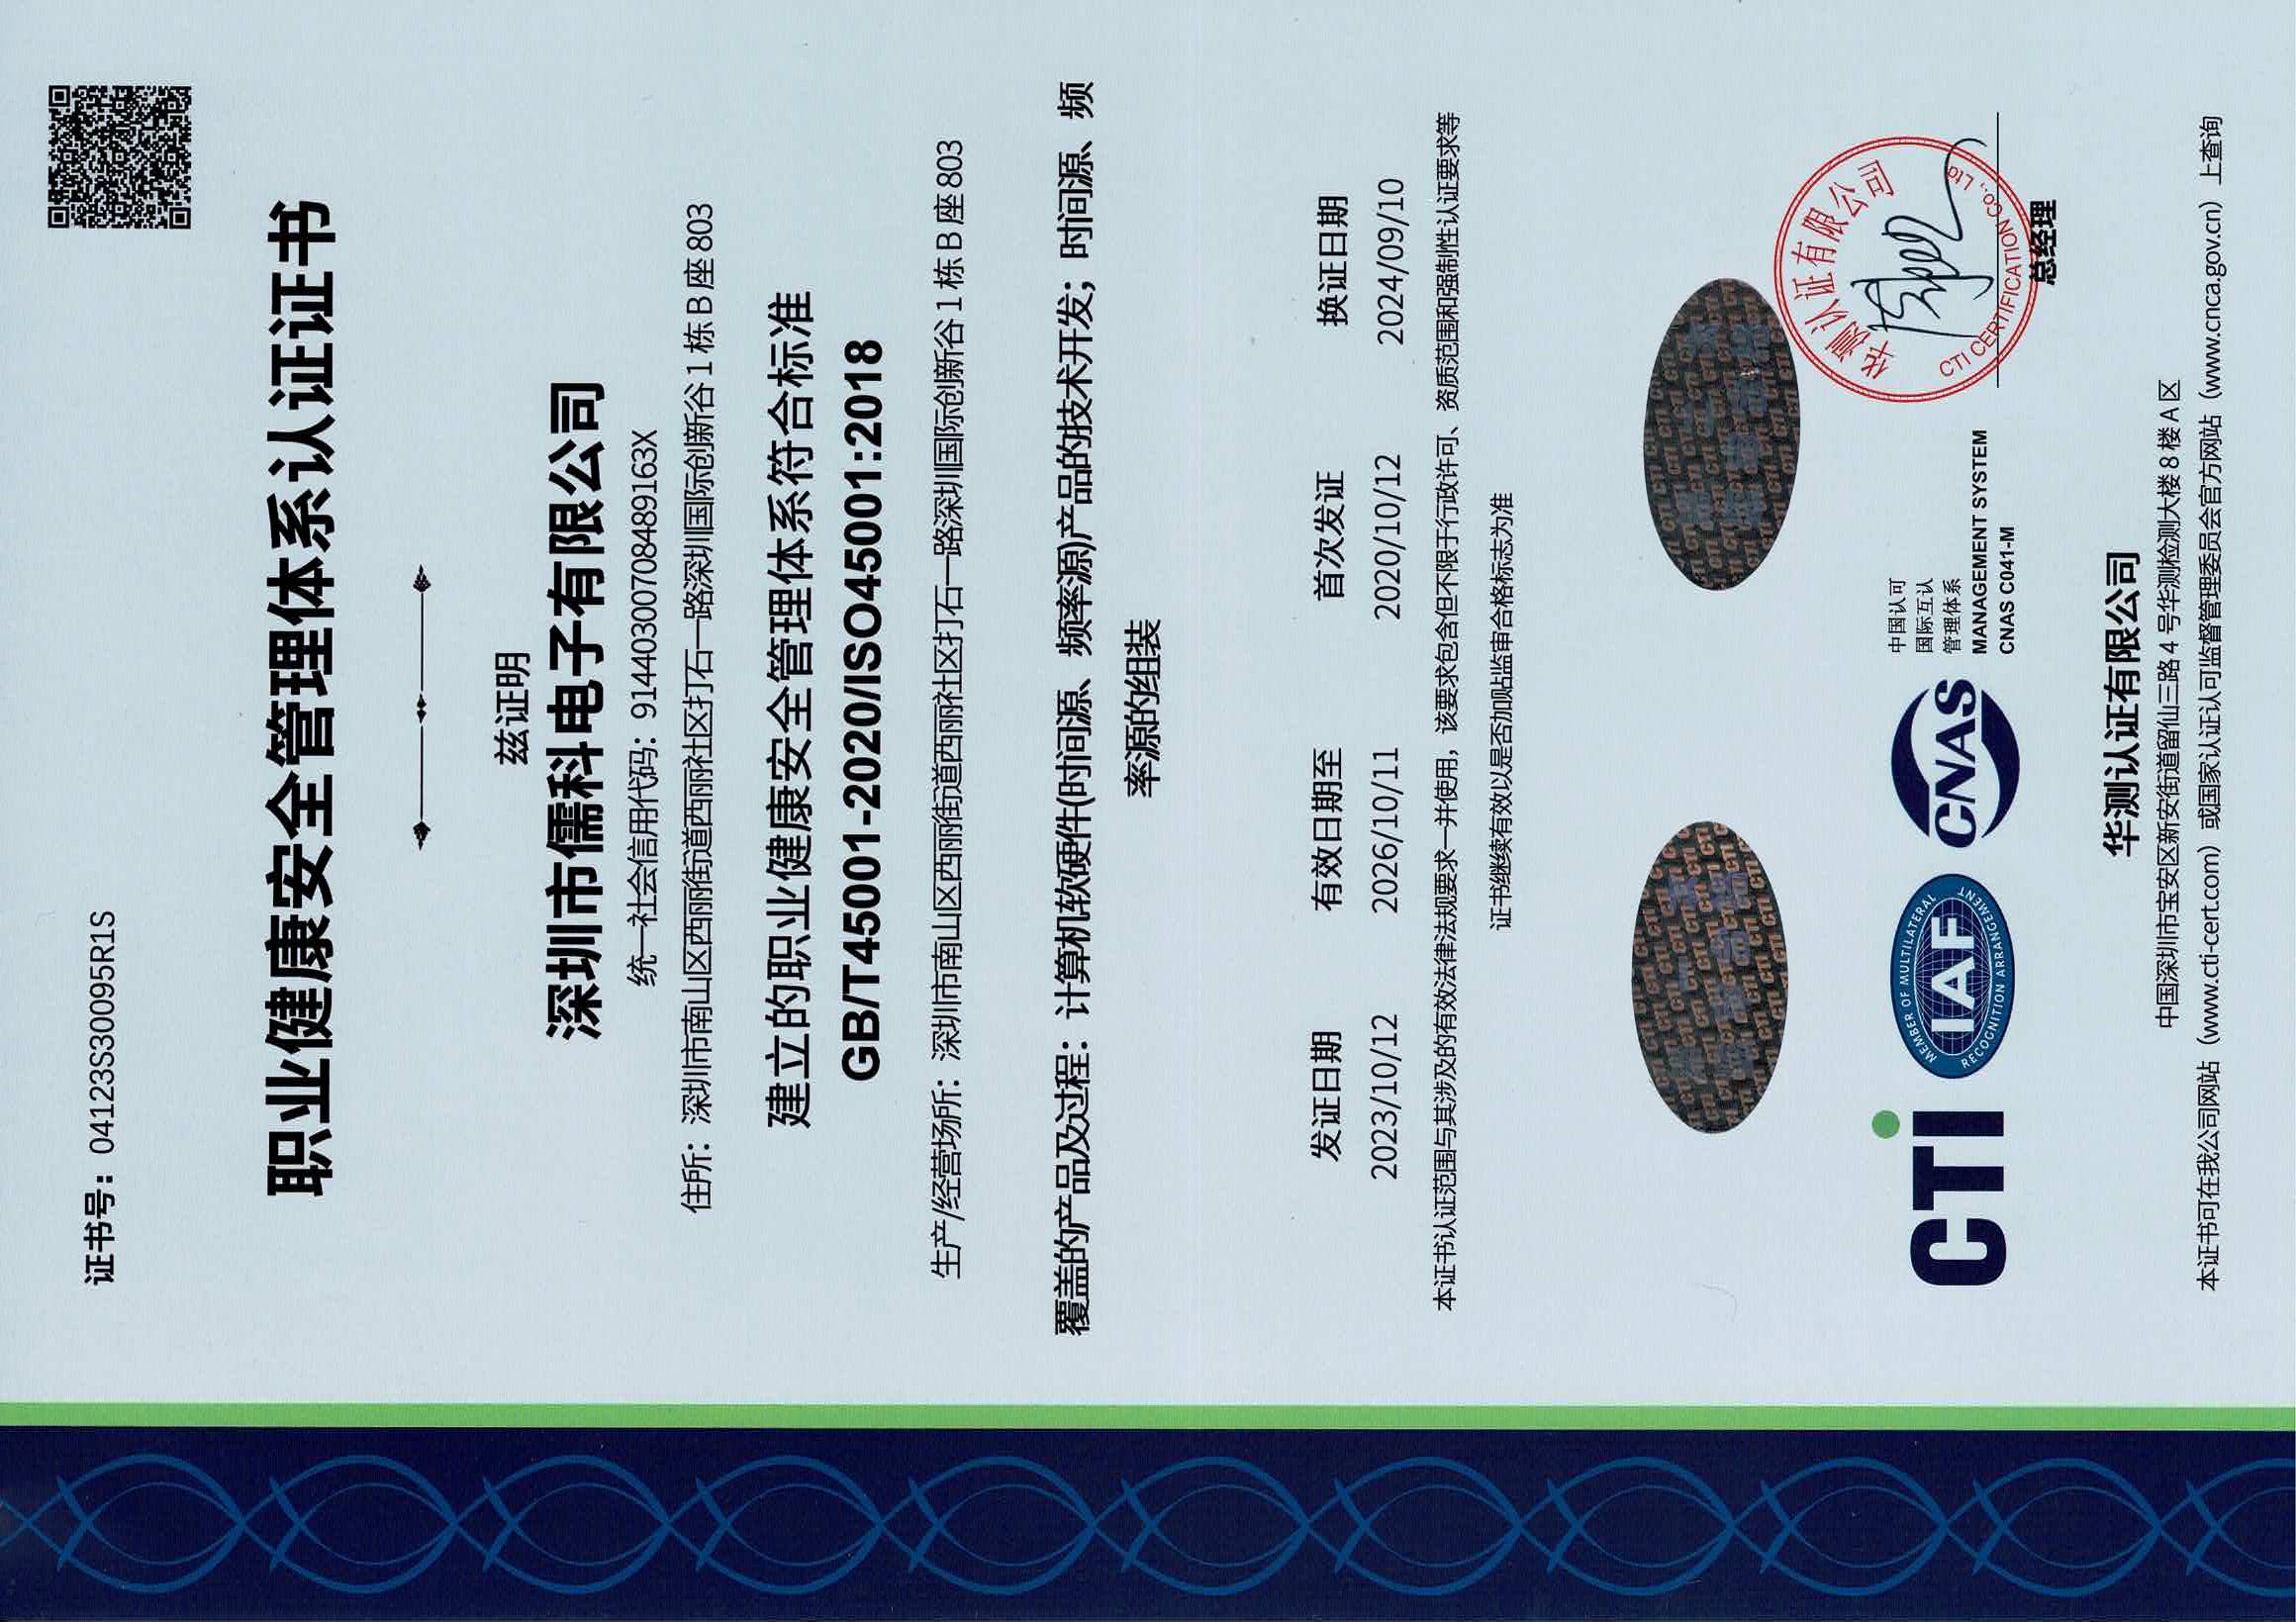 证书号：04123S30095R1S
职业健康安全管理体系认证证书
兹证明
深圳市儒科电子有限公司
统一社会信用代码：91440300708489163X
住所：深圳市南山区西丽街道西丽社区打石一路深圳国际创新谷1栋B座803
建立的职业健康安全管理体系符合标准
GB/T45001-2020/ISO45001:2018
生产/经营场所：深圳市南山区西丽街道西丽社区打石一路深圳国际创新谷1栋B座803
覆盖的产品及过程：计算机软硬件(时间源、频率源)产品的技术开发；时间源、频
率源的组装
发证日期 有效日期至 首次发证 换证日期
2023/10/12 2026/10/11 2020/10/12 2024/09/10
本证书认证范围与其涉及的有效法律法规要求一并使用，该要求包含但不限于行政许可、资质范围和强制性认证要求等
证书继续有效以是否加贴监审合格标志为准
CTI
MEMBER OF MULTILATERAL
IAF
RECOGNITION ARRANGEMENT
CNAS
中国认可
国际互认
管理体系
MANAGEMENT SYSTEM
CNAS C041-M
华测认证有限公司
CTI CERTIFICATION Co., Ltd
总经理
华测认证有限公司
中国深圳市宝安区新安街道留仙三路4号华测检测大楼8楼A区
本证书可在我公司网站（www.cti-cert.com）或国家认证认可监督管理委员会官方网站（www.cnca.gov.cn）上查询